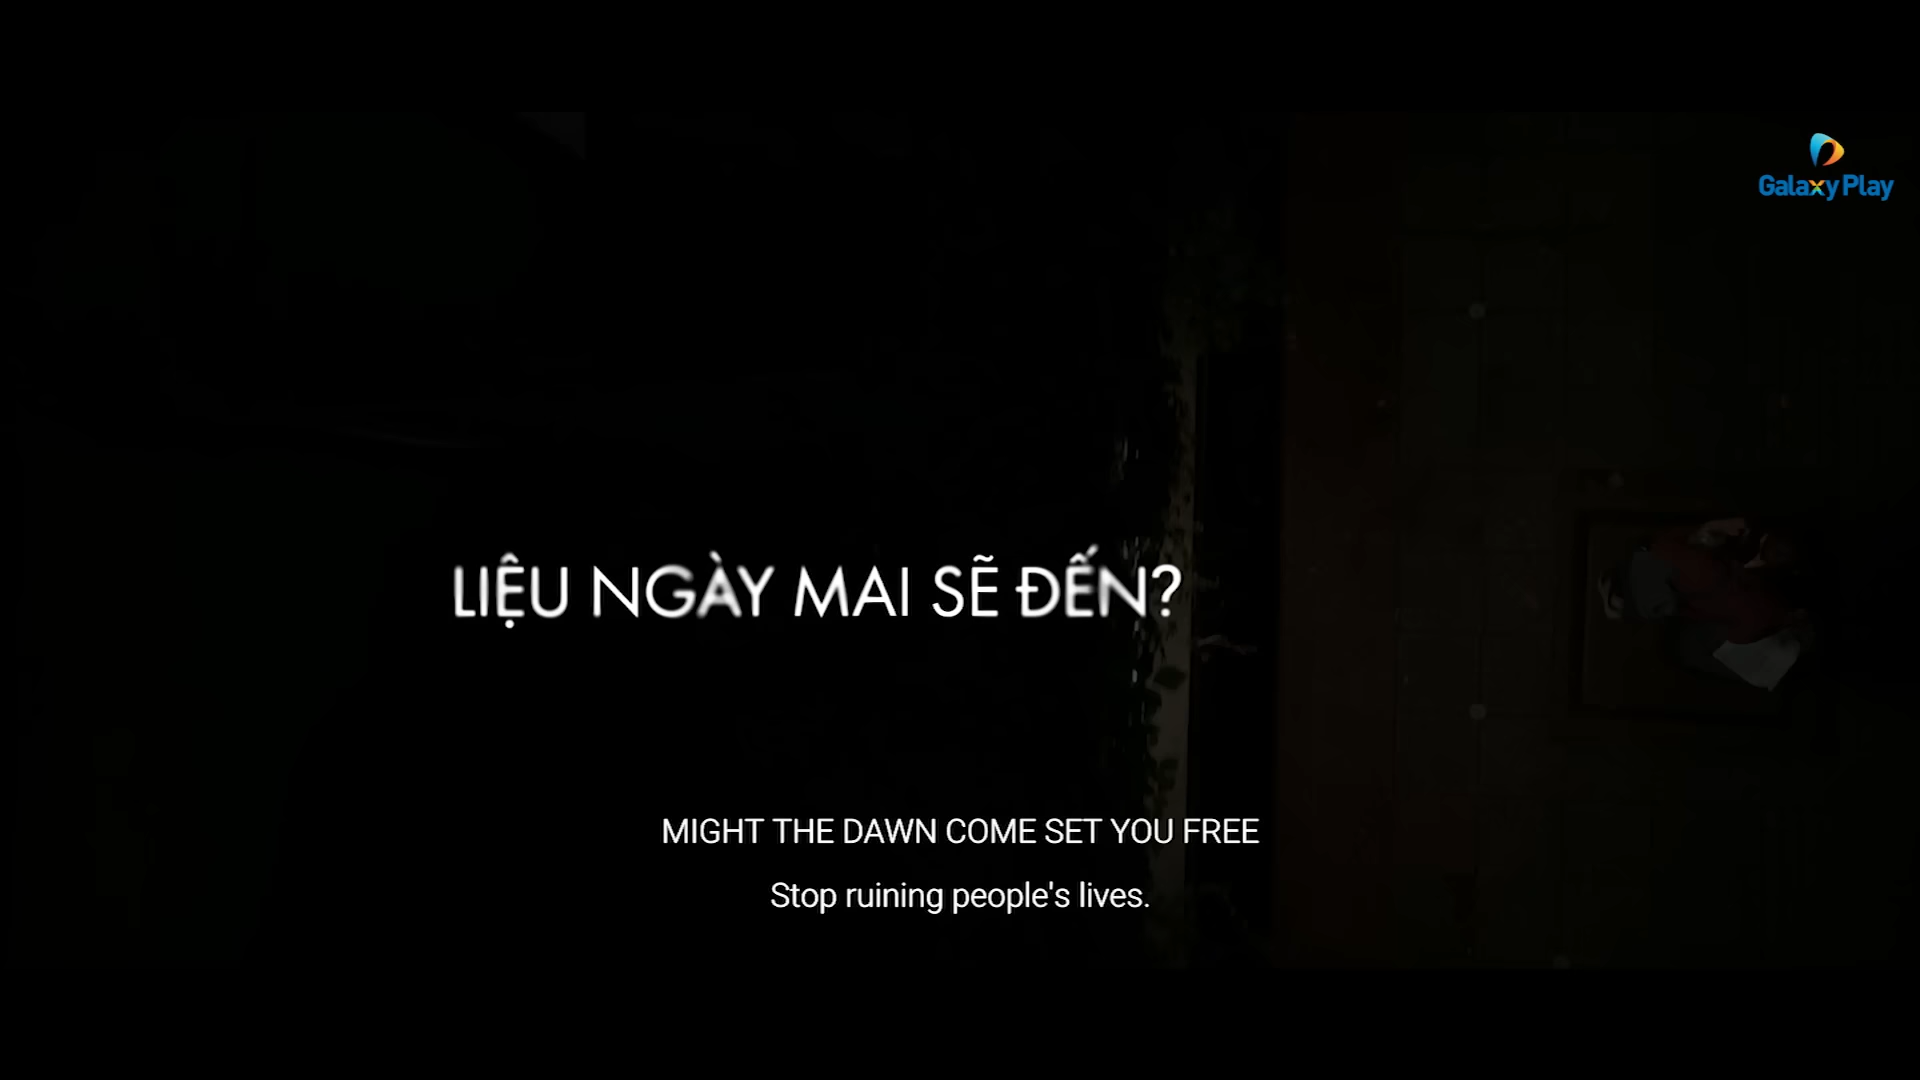 Galaxy Play
LIỆU NGÀY MAI SẼ ĐẾN?
MIGHT THE DAWN COME SET YOU FREE
Stop ruining people's lives.